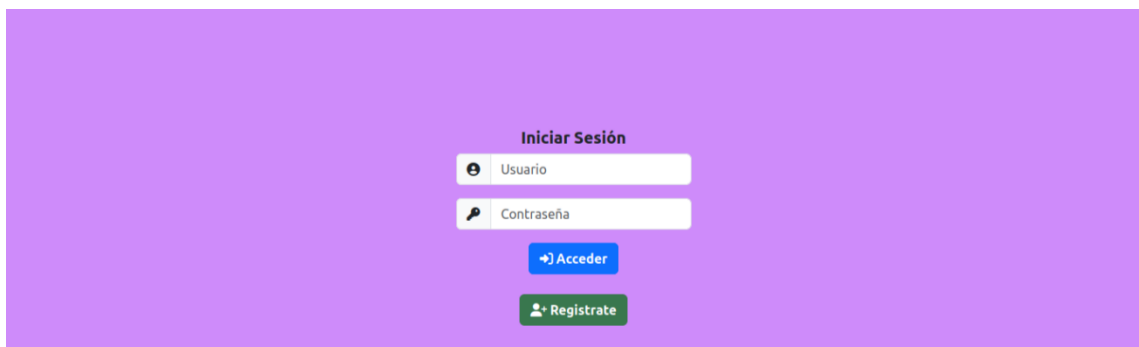 Iniciar Sesión
Usuario
Contraseña
Acceder
Registrate